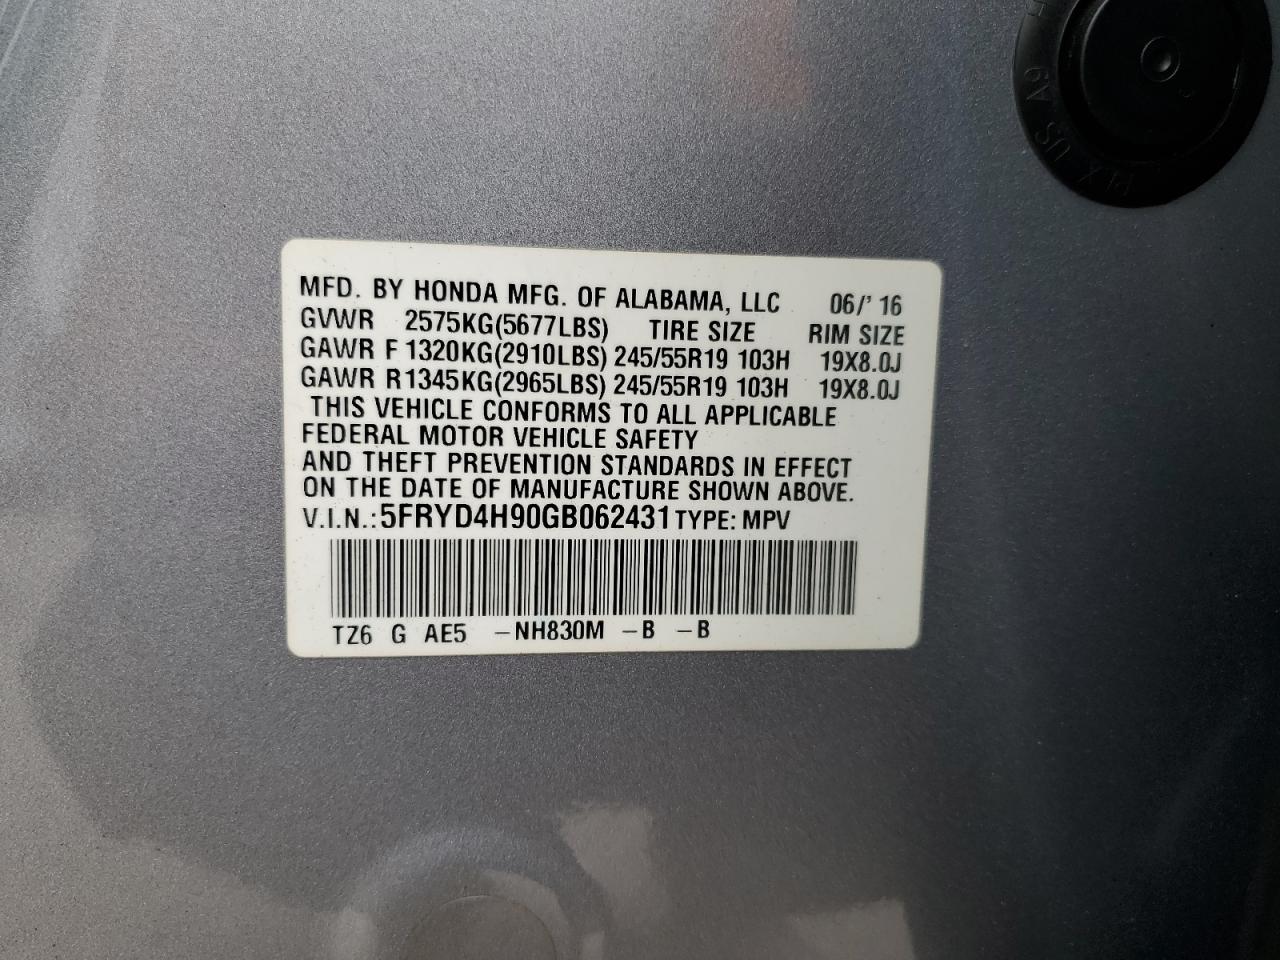 MFD. BY HONDA MFG. OF ALABAMA, LLC 06/' 16
GVWR 2575KG(5677LBS) TIRE SIZE RIM SIZE
GAWR F 1320KG(2910LBS) 245/55R19 103H 19X8.0J
GAWR R1345KG(2965LBS) 245/55R19 103H 19X8.0J
THIS VEHICLE CONFORMS TO ALL APPLICABLE
FEDERAL MOTOR VEHICLE SAFETY
AND THEFT PREVENTION STANDARDS IN EFFECT
ON THE DATE OF MANUFACTURE SHOWN ABOVE.
V.I.N.:5FRYD4H90GB062431 TYPE: MPV
TZ6 G AE5 -NH830M -B -B